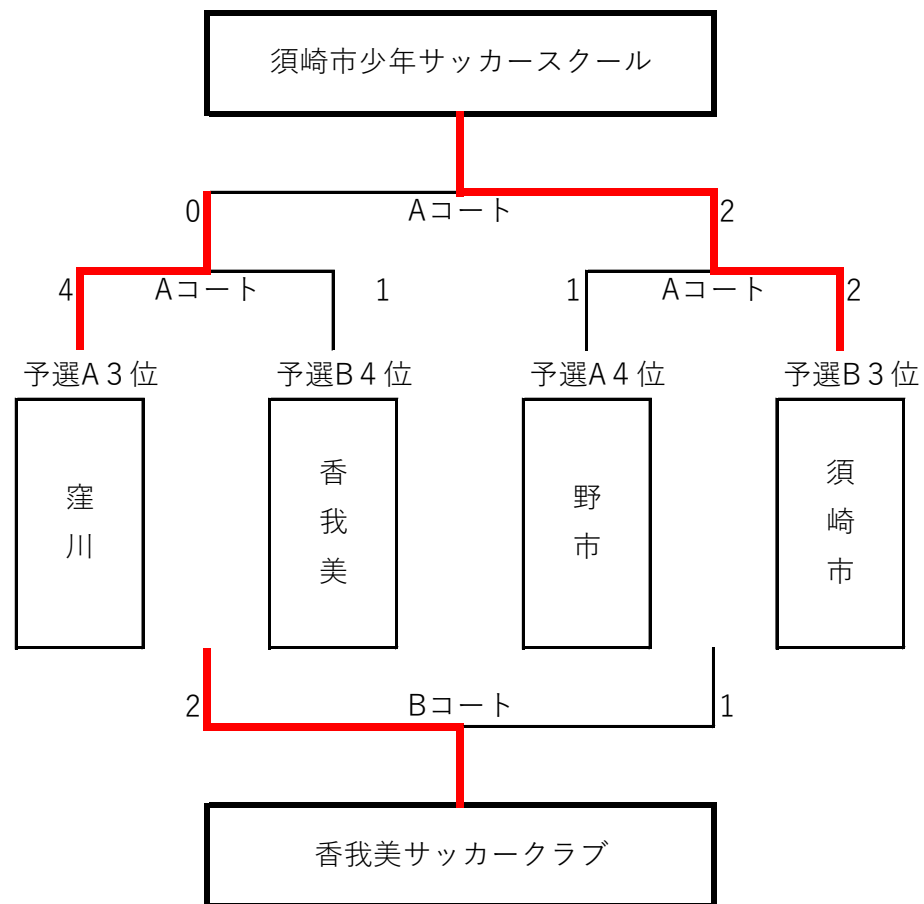 須崎市少年サッカースクール
0 Aコート 2
4 Aコート 1 1 Aコート 2
予選A３位 予選B４位 予選A４位 予選B３位
窪川 香我美 野市 須崎市
2 Bコート 1
香我美サッカークラブ